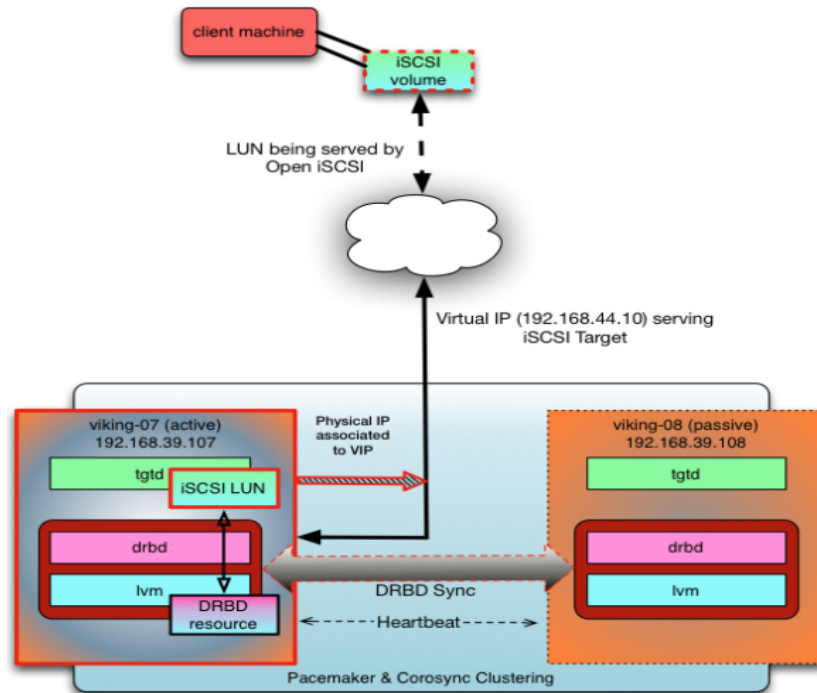 client machine
iSCSI
volume
LUN being served by
Open iSCSI
Virtual IP (192.168.44.10) serving
iSCSI Target
viking-07 (active)
192.168.39.107
tgtd
iSCSI LUN
drbd
lvm
DRBD
resource
Physical IP
associated
to VIP
viking-08 (passive)
192.168.39.108
tgtd
drbd
lvm
DRBD Sync
Heartbeat
Pacemaker & Corosync Clustering